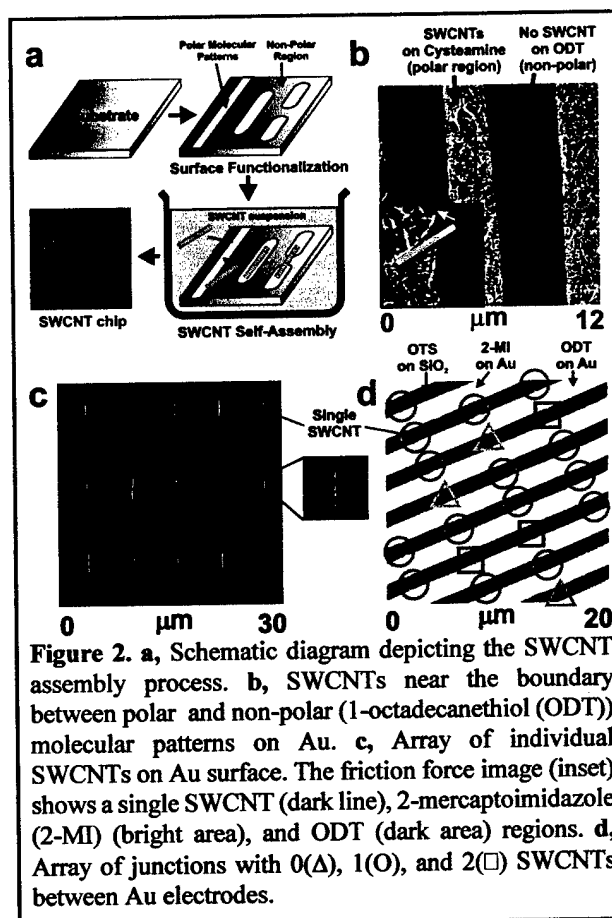 a
Polar Molecular
Patterns
Non-Polar
Region
Surface Functionalization
SWCNT suspension
SWCNT chip
SWCNT Self-Assembly
b
SWCNTs
on Cysteamine
(polar region)
No SWCNT
on ODT
(non-polar)
0 μm 12
c
Single
SWCNT
0 μm 30
d
OTS
on SiO₂
2-MI
on Au
ODT
on Au
0 μm 20
Figure 2. a, Schematic diagram depicting the SWCNT
assembly process. b, SWCNTs near the boundary
between polar and non-polar (1-octadecanethiol (ODT))
molecular patterns on Au. c, Array of individual
SWCNTs on Au surface. The friction force image (inset)
shows a single SWCNT (dark line), 2-mercaptoimidazole
(2-MI) (bright area), and ODT (dark area) regions. d,
Array of junctions with 0(Δ), 1(O), and 2(□) SWCNTs
between Au electrodes.